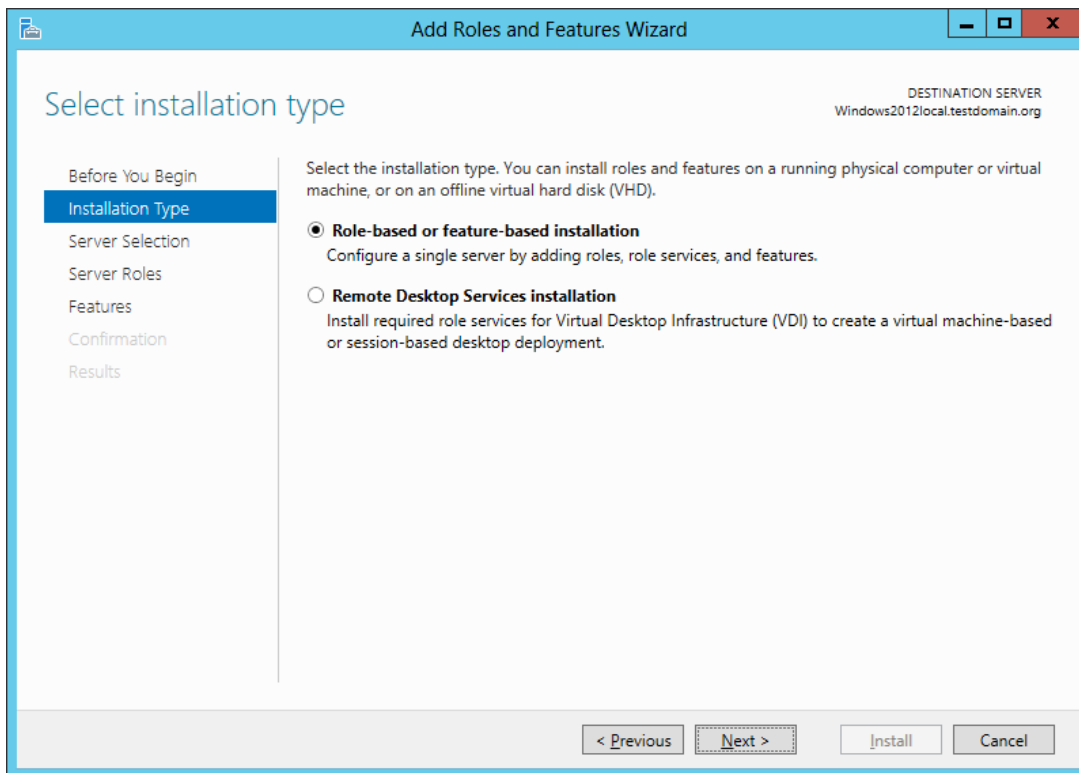 Add Roles and Features Wizard
Select installation type
DESTINATION SERVER
Windows2012local.testdomain.org
Before You Begin
Installation Type
Server Selection
Server Roles
Features
Confirmation
Results
Select the installation type. You can install roles and features on a running physical computer or virtual
machine, or on an offline virtual hard disk (VHD).
Role-based or feature-based installation
Configure a single server by adding roles, role services, and features.
Remote Desktop Services installation
Install required role services for Virtual Desktop Infrastructure (VDI) to create a virtual machine-based
or session-based desktop deployment.
< Previous
Next >
Install
Cancel